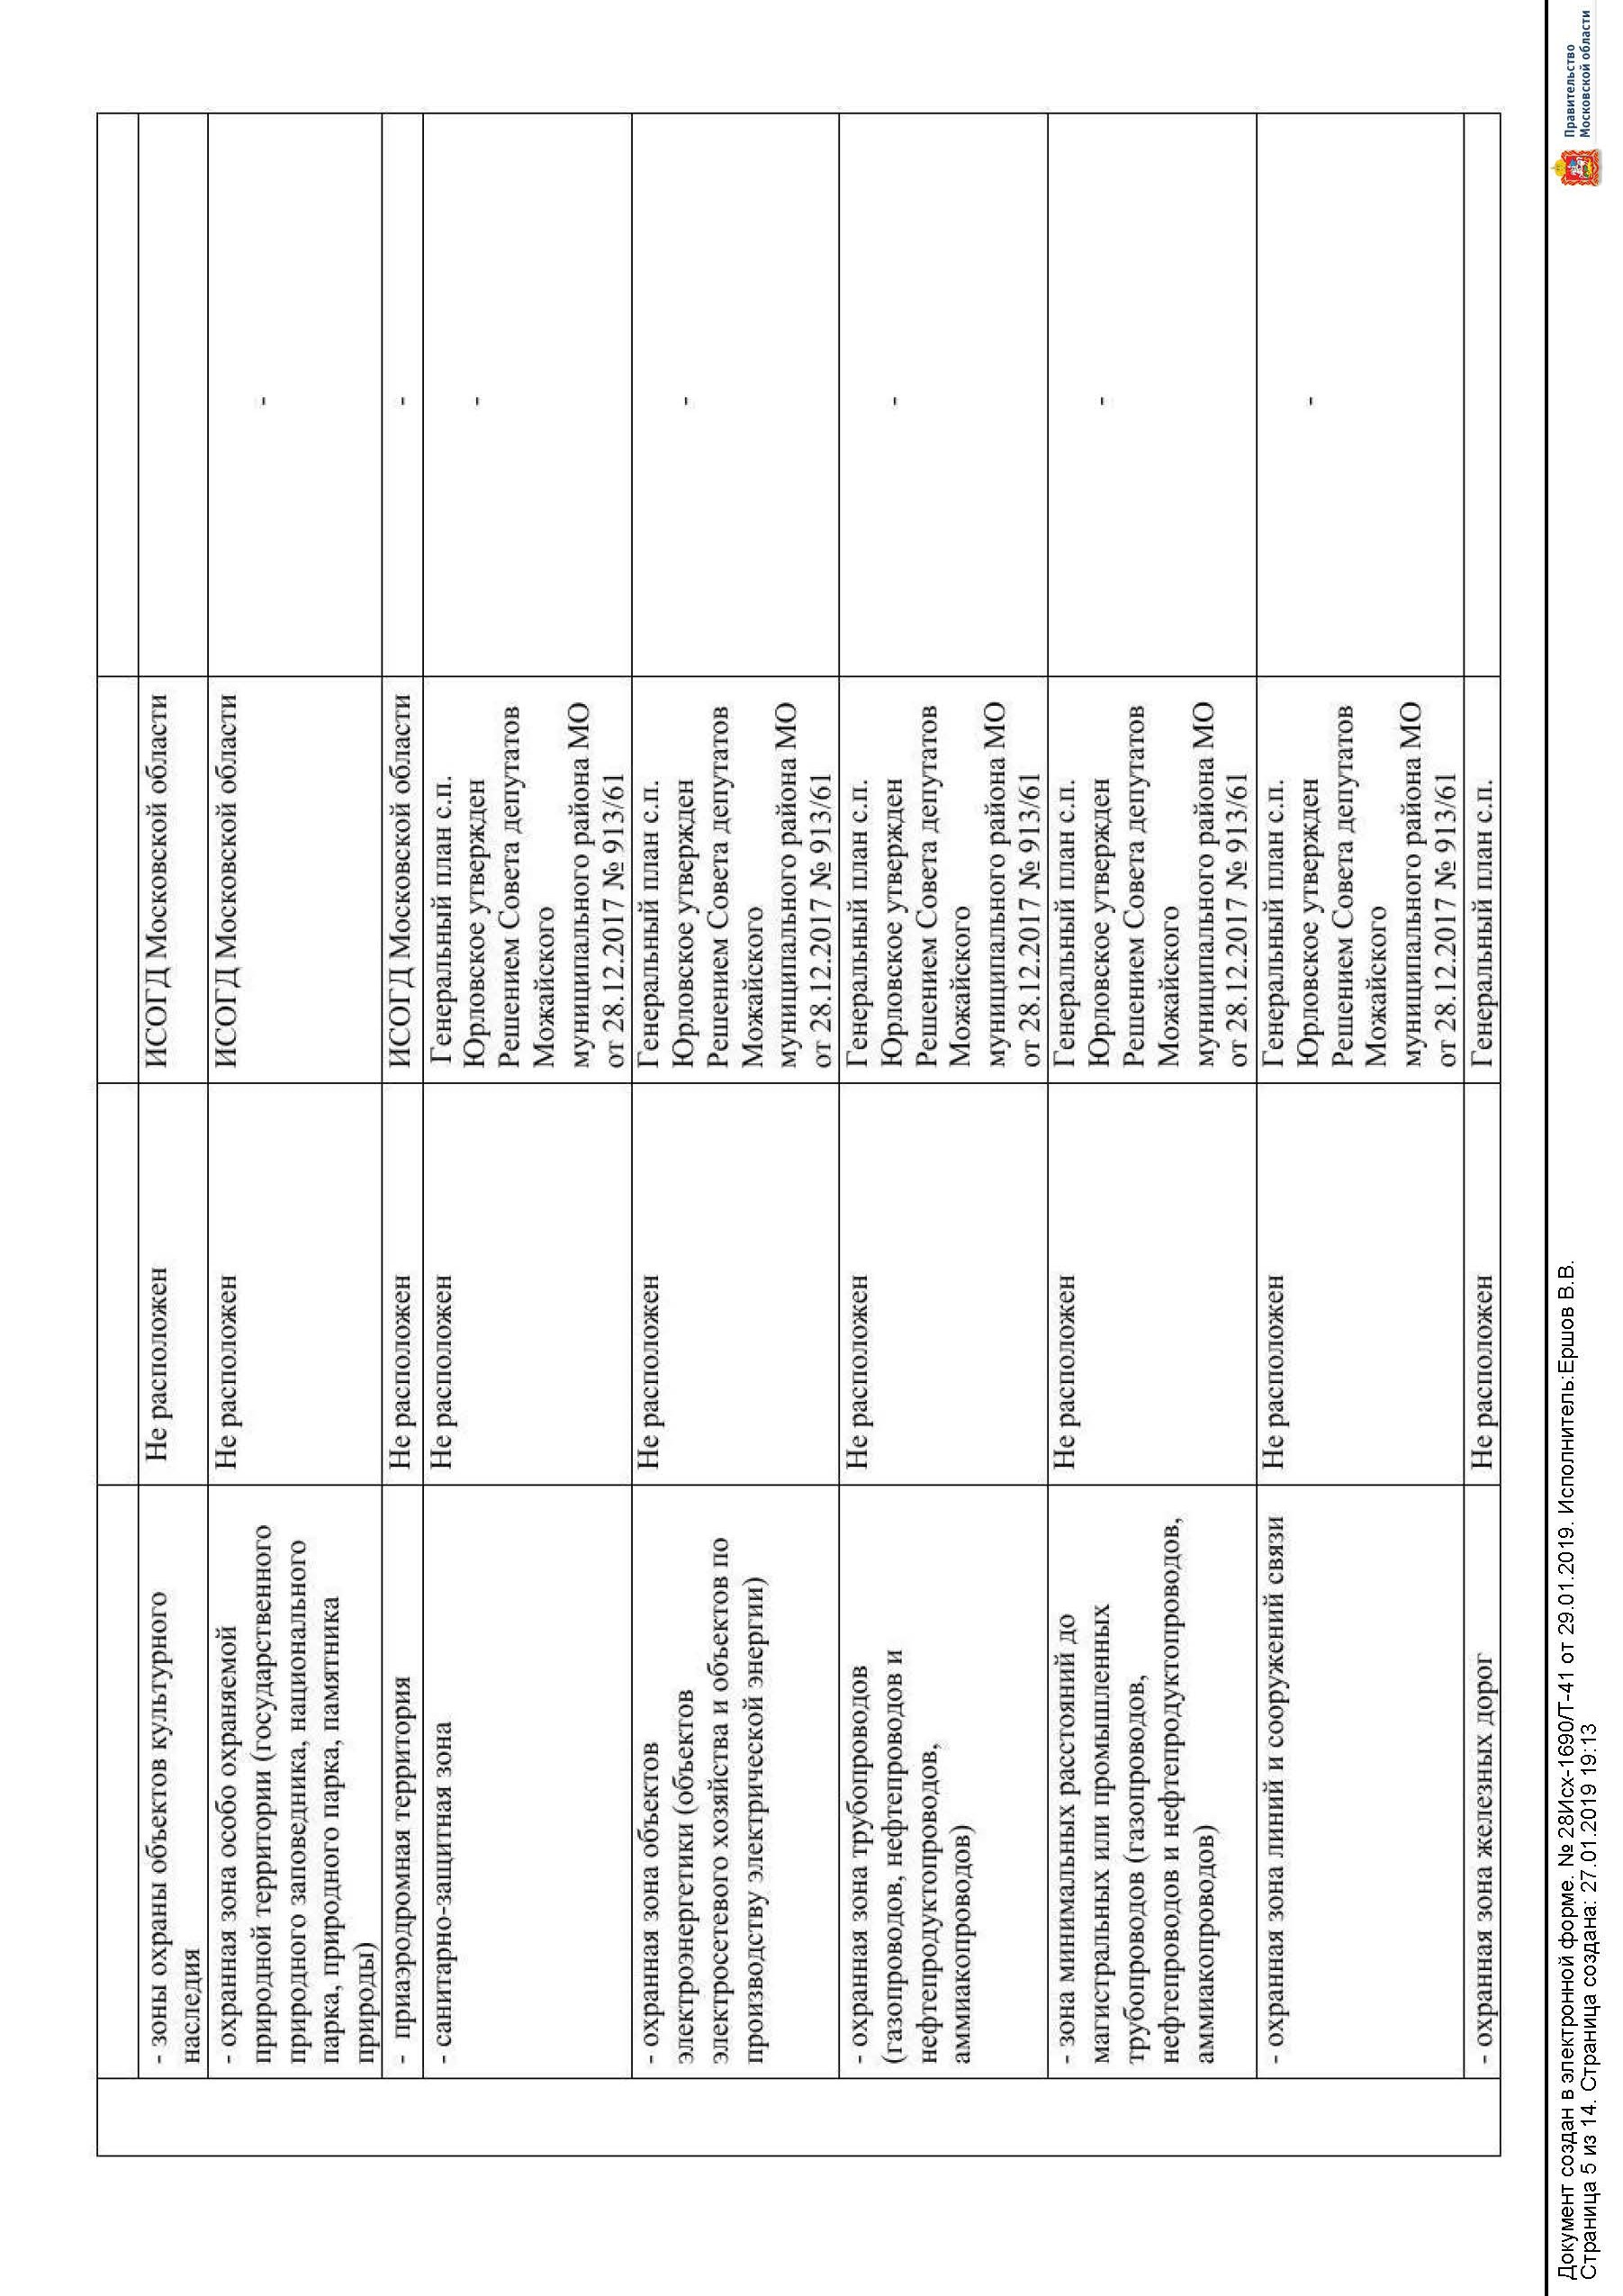 - зоны охраны объектов культурного
наследия
Не расположен
ИСОГД Московской области
- охранная зона особо охраняемой
природной территории (государственного
природного заповедника, национального
парка, природного парка, памятника
природы)
Не расположен
ИСОГД Московской области
-
- приаэродромная территория
Не расположен
ИСОГД Московской области
-
- санитарно-защитная зона
Не расположен
Генеральный план с.п.
Юрловское утвержден
Решением Совета депутатов
Можайского
муниципального района МО
от 28.12.2017 № 913/61
-
- охранная зона объектов
электроэнергетики (объектов
электросетевого хозяйства и объектов по
производству электрической энергии)
Не расположен
Генеральный план с.п.
Юрловское утвержден
Решением Совета депутатов
Можайского
муниципального района МО
от 28.12.2017 № 913/61
-
- охранная зона трубопроводов
(газопроводов, нефтепроводов и
нефтепродуктопроводов,
аммиакопроводов)
Не расположен
Генеральный план с.п.
Юрловское утвержден
Решением Совета депутатов
Можайского
муниципального района МО
от 28.12.2017 № 913/61
-
- зона минимальных расстояний до
магистральных или промышленных
трубопроводов (газопроводов,
нефтепроводов и нефтепродуктопроводов,
аммиакопроводов)
Не расположен
Генеральный план с.п.
Юрловское утвержден
Решением Совета депутатов
Можайского
муниципального района МО
от 28.12.2017 № 913/61
-
- охранная зона линий и сооружений связи
Не расположен
Генеральный план с.п.
Юрловское утвержден
Решением Совета депутатов
Можайского
муниципального района МО
от 28.12.2017 № 913/61
-
- охранная зона железных дорог
Не расположен
Генеральный план с.п.
Документ создан в электронной форме. № 28Исх-1690/Т-41 от 29.01.2019. Исполнитель:Ершов В.В.
Страница 5 из 14. Страница создана: 27.01.2019 19:13
Правительство
Московской области